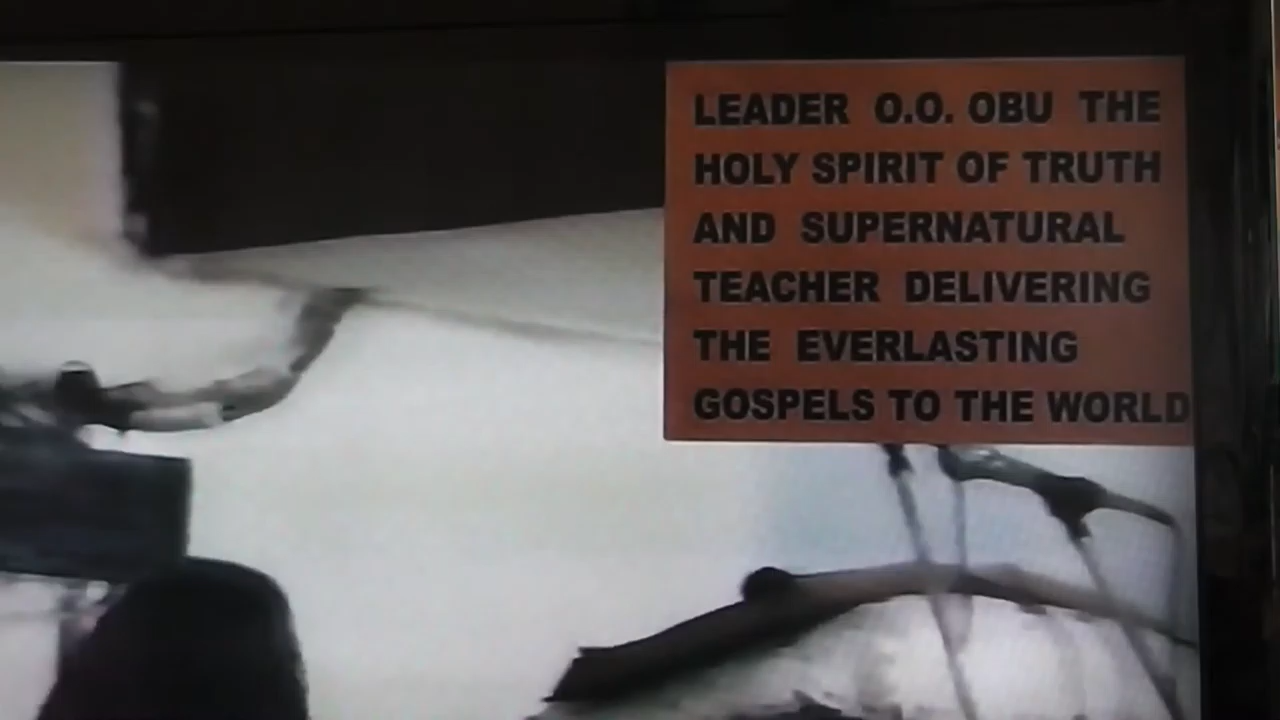 LEADER O.O. OBU THE
HOLY SPIRIT OF TRUTH
AND SUPERNATURAL
TEACHER DELIVERING
THE EVERLASTING
GOSPELS TO THE WORLD